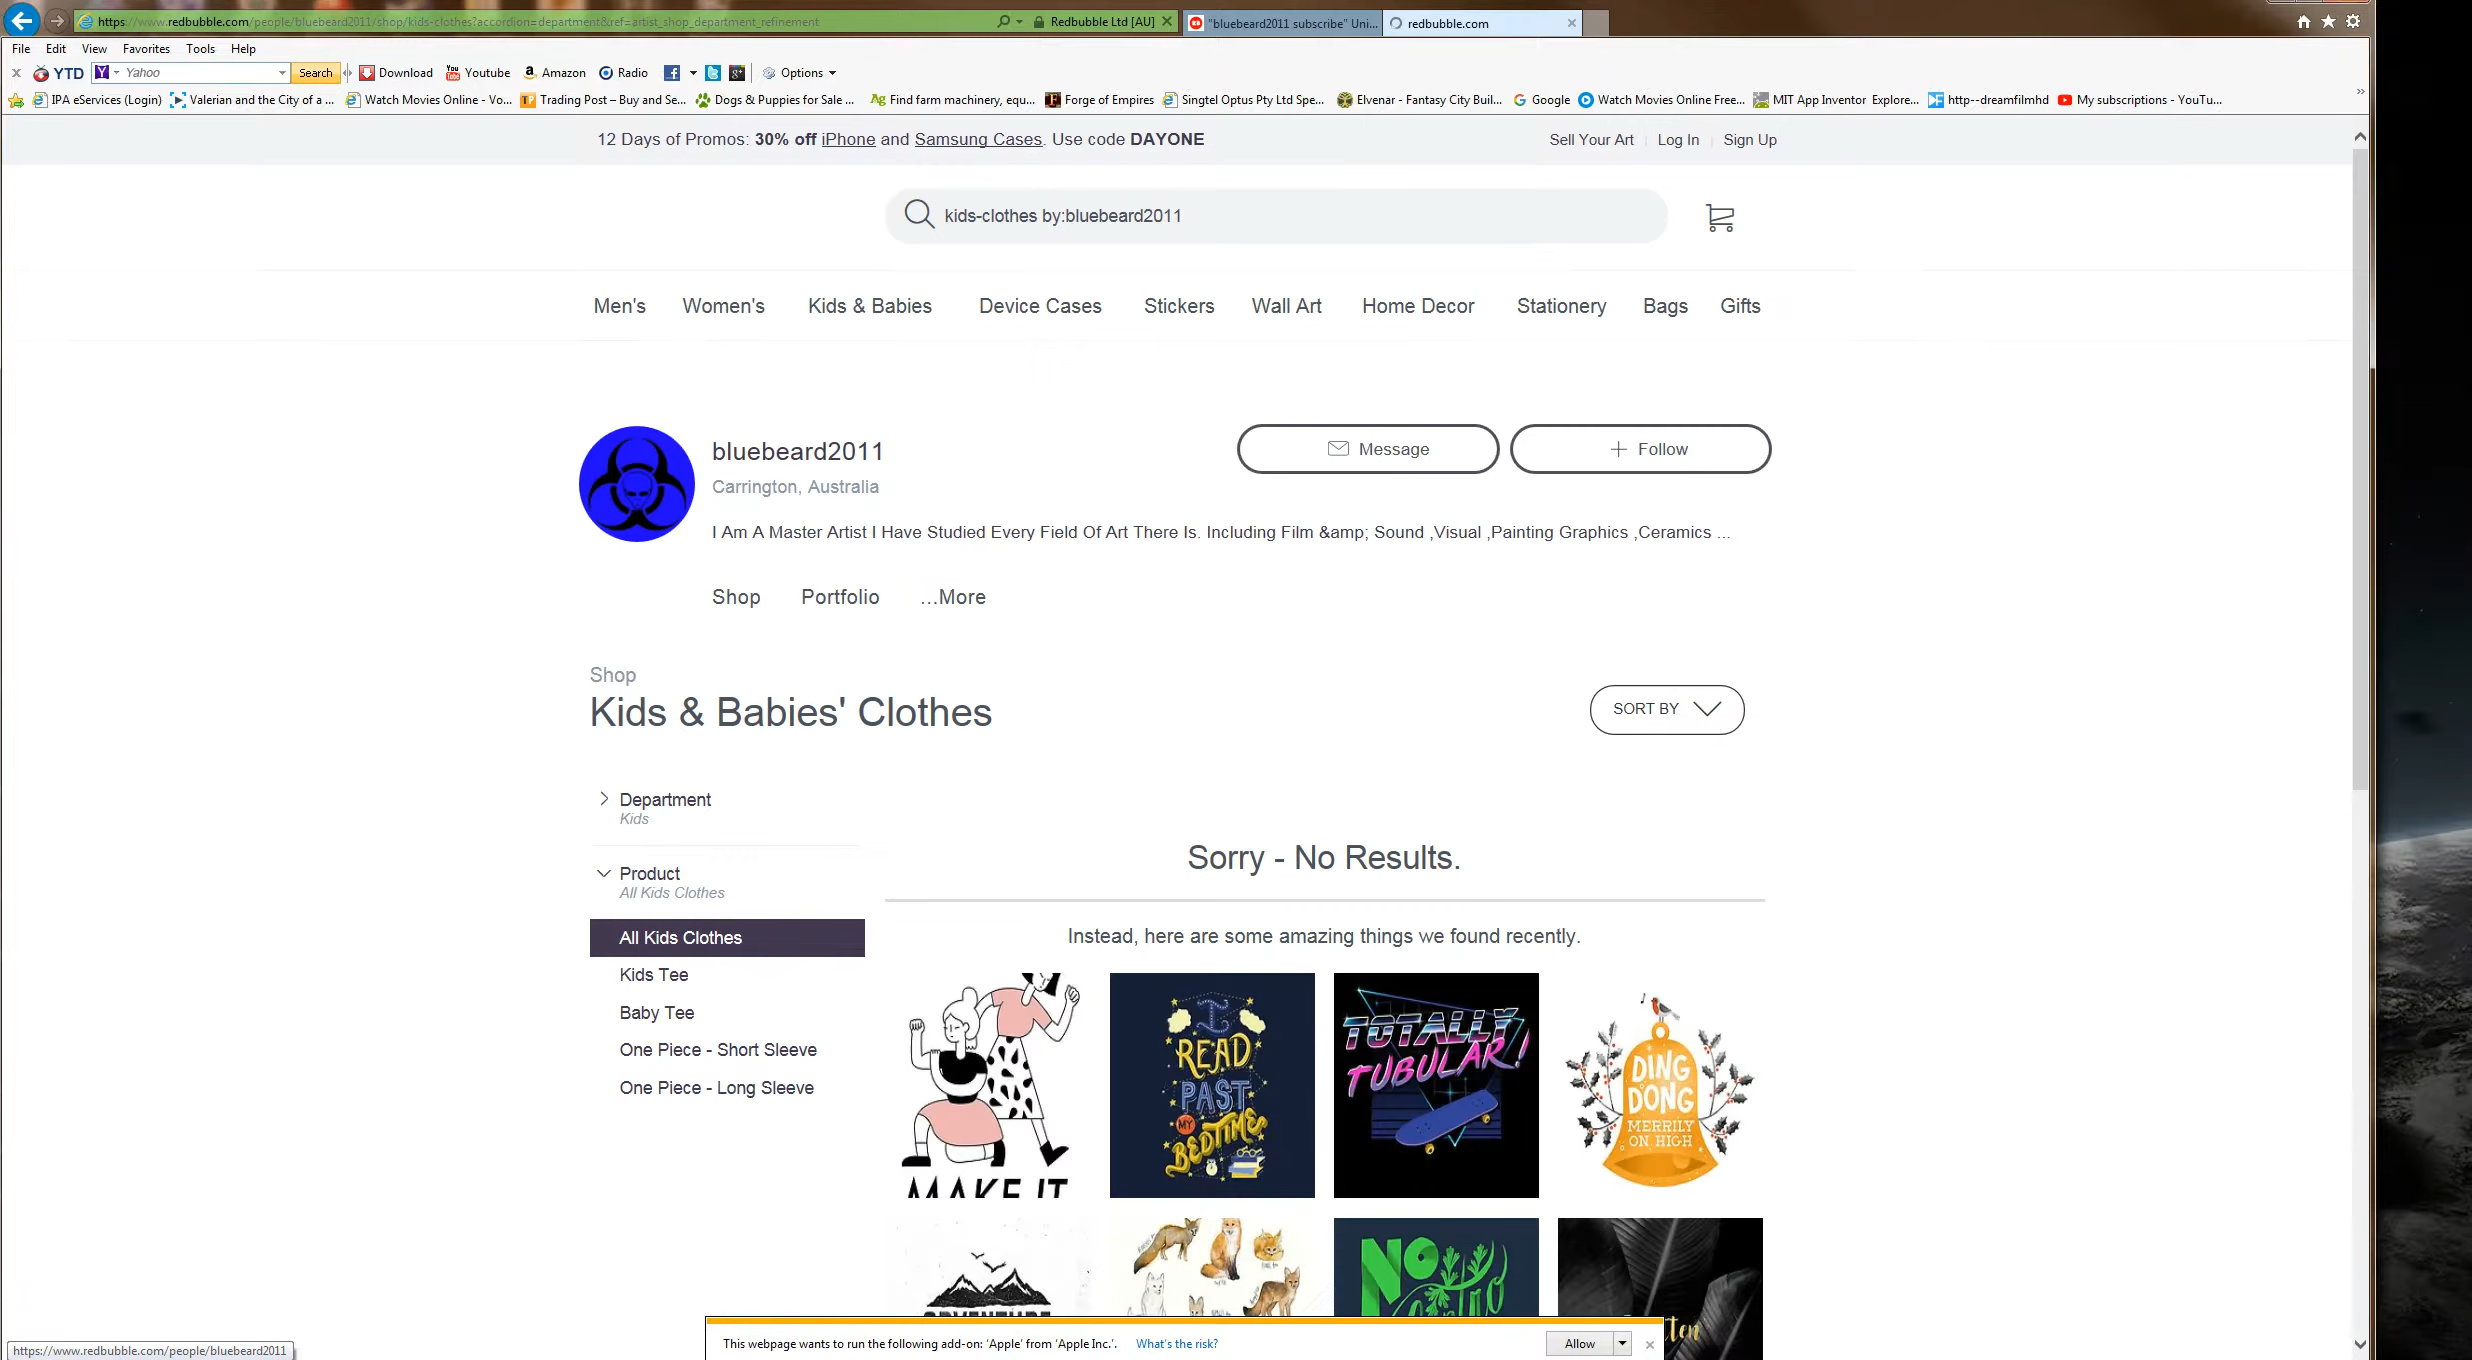 https://www.redbubble.com/people/bluebeard2011/shop/kids-clothes?accordion=department&ref=artist_shop_department_refinement
Redbubble Ltd [AU]
"bluebeard2011 subscribe" Uni...
redbubble.com
File Edit View Favorites Tools Help
YTD Yahoo Search Download Youtube Amazon Radio Options
IPA eServices (Login) Valerian and the City of a ... Watch Movies Online - Vo... Trading Post – Buy and Se... Dogs & Puppies for Sale ... Find farm machinery, equ... Forge of Empires Singtel Optus Pty Ltd Spe... Elvenar - Fantasy City Buil... Google Watch Movies Online Free... MIT App Inventor Explore... http--dreamfilmhd My subscriptions - YouTu...
12 Days of Promos: 30% off iPhone and Samsung Cases. Use code DAYONE
Sell Your Art Log In Sign Up
kids-clothes by:bluebeard2011
Men's Women's Kids & Babies Device Cases Stickers Wall Art Home Decor Stationery Bags Gifts
bluebeard2011
Message
+ Follow
Carrington, Australia
I Am A Master Artist I Have Studied Every Field Of Art There Is. Including Film &amp; Sound ,Visual ,Painting Graphics ,Ceramics ...
Shop Portfolio ...More
Shop
Kids & Babies' Clothes
SORT BY
Department
Kids
Product
All Kids Clothes
All Kids Clothes
Kids Tee
Baby Tee
One Piece - Short Sleeve
One Piece - Long Sleeve
Sorry - No Results.
Instead, here are some amazing things we found recently.
MAKE IT
I
READ
PAST
MY
BEDTIME
TOTALLY
TUBULAR!
DING
DONG
MERRILY
ON HIGH
ADVENTURE
NO
This webpage wants to run the following add-on: 'Apple' from 'Apple Inc.'. What's the risk? Allow
https://www.redbubble.com/people/bluebeard2011